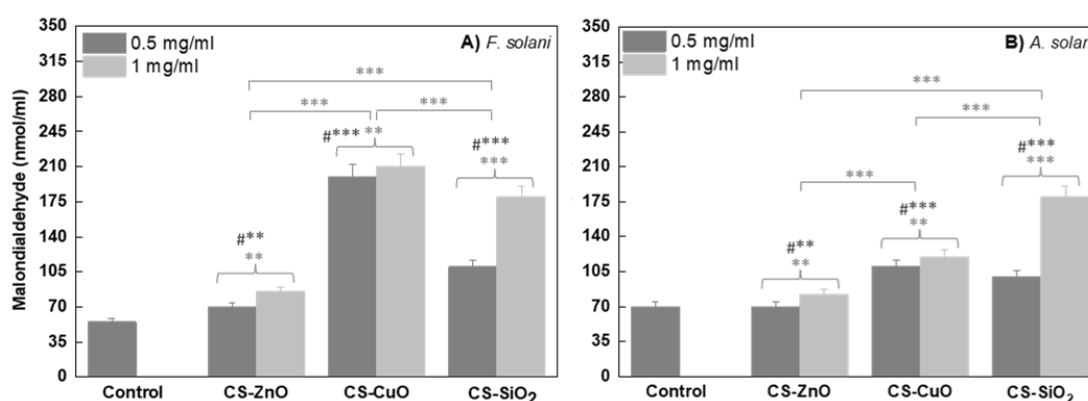 350
315
280
245
210
175
140
105
70
35
0
Malondialdehyde (nmol/ml)
0.5 mg/ml
1 mg/ml
A) F. solani
***
***
***
#***
**
#***
***
#**
**
Control
CS-ZnO
CS-CuO
CS-SiO2
350
315
280
245
210
175
140
105
70
35
0
0.5 mg/ml
1 mg/ml
B) A. solan
***
***
***
#***
***
#***
**
#**
**
Control
CS-ZnO
CS-CuO
CS-SiO2